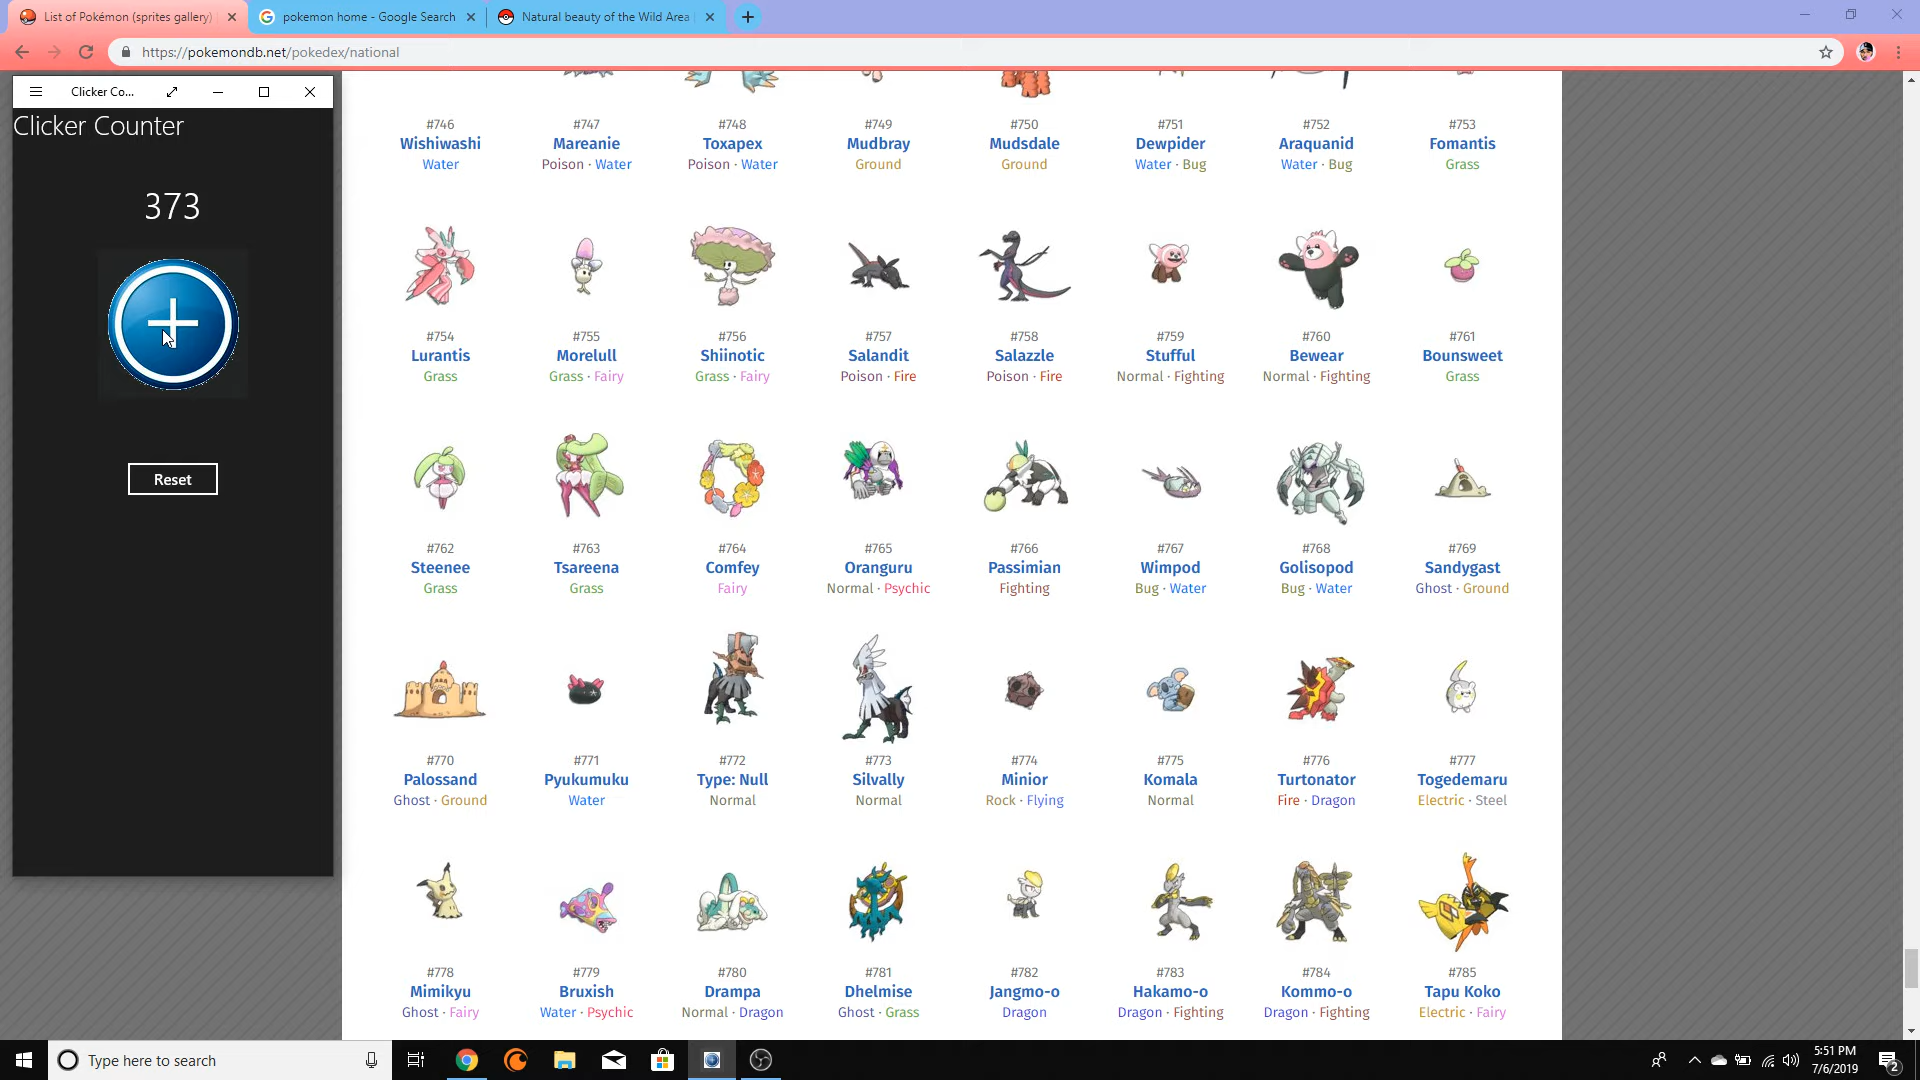 List of Pokémon (sprites gallery)
pokemon home - Google Search
Natural beauty of the Wild Area
https://pokemondb.net/pokedex/national
Clicker Co...
Clicker Counter
373
Reset
#746 #747 #748 #749 #750 #751 #752 #753
Wishiwashi Mareanie Toxapex Mudbray Mudsdale Dewpider Araquanid Fomantis
Water Poison · Water Poison · Water Ground Ground Water · Bug Water · Bug Grass
#754 #755 #756 #757 #758 #759 #760 #761
Lurantis Morelull Shiinotic Salandit Salazzle Stufful Bewear Bounsweet
Grass Grass · Fairy Grass · Fairy Poison · Fire Poison · Fire Normal · Fighting Normal · Fighting Grass
#762 #763 #764 #765 #766 #767 #768 #769
Steenee Tsareena Comfey Oranguru Passimian Wimpod Golisopod Sandygast
Grass Grass Fairy Normal · Psychic Fighting Bug · Water Bug · Water Ghost · Ground
#770 #771 #772 #773 #774 #775 #776 #777
Palossand Pyukumuku Type: Null Silvally Minior Komala Turtonator Togedemaru
Ghost · Ground Water Normal Normal Rock · Flying Normal Fire · Dragon Electric · Steel
#778 #779 #780 #781 #782 #783 #784 #785
Mimikyu Bruxish Drampa Dhelmise Jangmo-o Hakamo-o Kommo-o Tapu Koko
Ghost · Fairy Water · Psychic Normal · Dragon Ghost · Grass Dragon Dragon · Fighting Dragon · Fighting Electric · Fairy
Type here to search
5:51 PM
7/6/2019
2